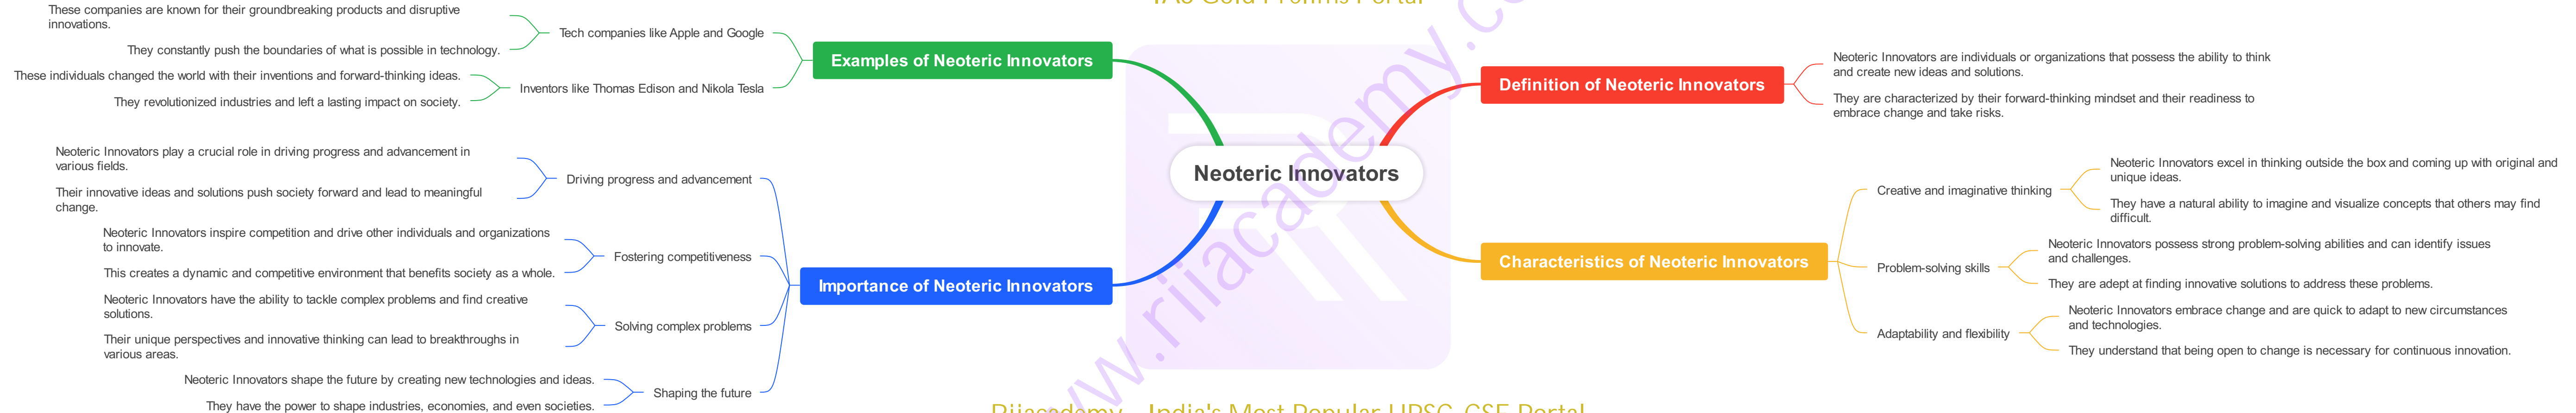 IAS Gold Prelims Portal
Neoteric Innovators
Definition of Neoteric Innovators
Neoteric Innovators are individuals or organizations that possess the ability to think
and create new ideas and solutions.
They are characterized by their forward-thinking mindset and their readiness to
embrace change and take risks.
Characteristics of Neoteric Innovators
Creative and imaginative thinking
Neoteric Innovators excel in thinking outside the box and coming up with original and
unique ideas.
They have a natural ability to imagine and visualize concepts that others may find
difficult.
Problem-solving skills
Neoteric Innovators possess strong problem-solving abilities and can identify issues
and challenges.
They are adept at finding innovative solutions to address these problems.
Adaptability and flexibility
Neoteric Innovators embrace change and are quick to adapt to new circumstances
and technologies.
They understand that being open to change is necessary for continuous innovation.
Examples of Neoteric Innovators
Tech companies like Apple and Google
These companies are known for their groundbreaking products and disruptive
innovations.
They constantly push the boundaries of what is possible in technology.
Inventors like Thomas Edison and Nikola Tesla
These individuals changed the world with their inventions and forward-thinking ideas.
They revolutionized industries and left a lasting impact on society.
Importance of Neoteric Innovators
Driving progress and advancement
Neoteric Innovators play a crucial role in driving progress and advancement in
various fields.
Their innovative ideas and solutions push society forward and lead to meaningful
change.
Fostering competitiveness
Neoteric Innovators inspire competition and drive other individuals and organizations
to innovate.
This creates a dynamic and competitive environment that benefits society as a whole.
Solving complex problems
Neoteric Innovators have the ability to tackle complex problems and find creative
solutions.
Their unique perspectives and innovative thinking can lead to breakthroughs in
various areas.
Shaping the future
Neoteric Innovators shape the future by creating new technologies and ideas.
They have the power to shape industries, economies, and even societies.
India's Most Popular UPSC-CSE Portal